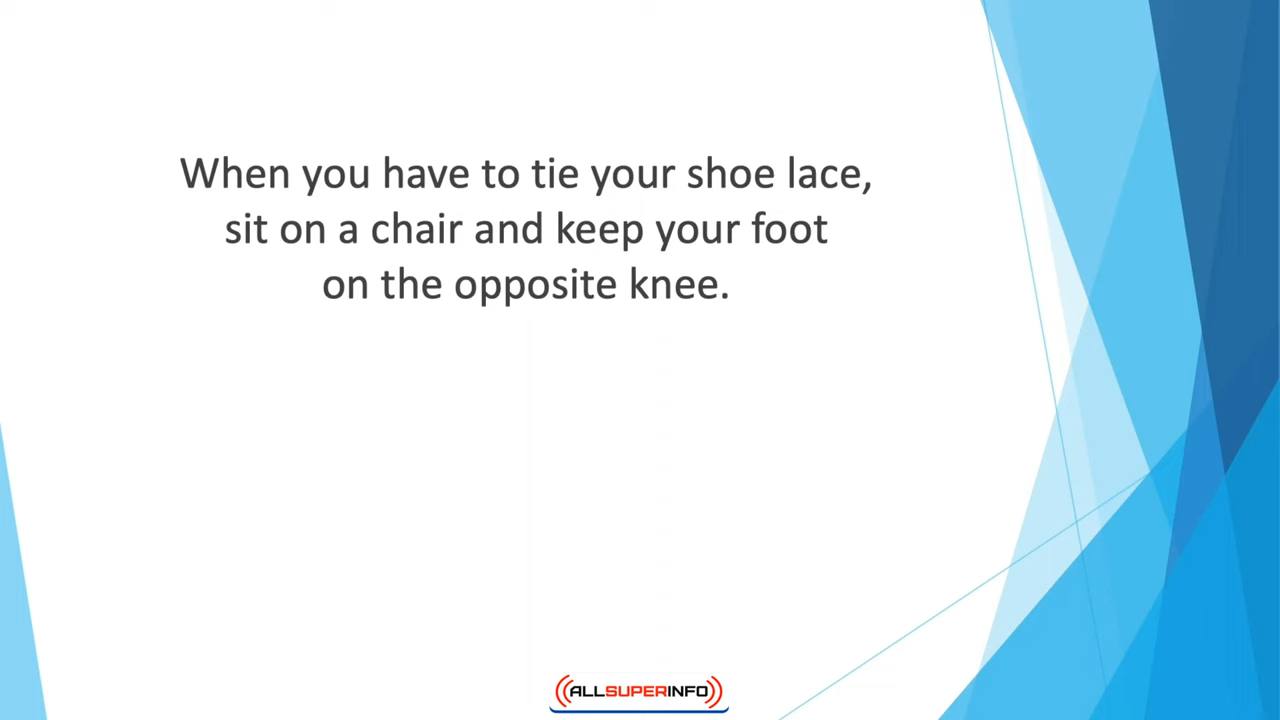 When you have to tie your shoe lace,
sit on a chair and keep your foot
on the opposite knee.
ALLSUPERINFO